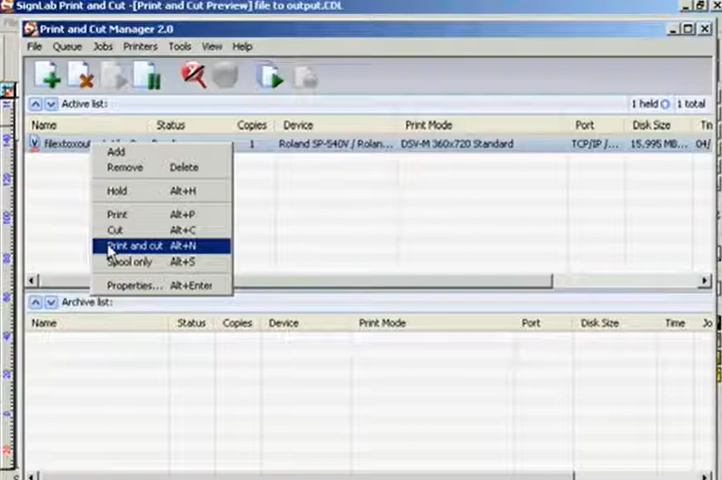 SignLab Print and Cut -[Print and Cut Preview] file to output.CDL
Print and Cut Manager 2.0
File Queue Jobs Printers Tools View Help
Active list: 1 held 1 total
Name Status Copies Device Print Mode Port Disk Size
1 Roland SP-540V / Rolan... DSV-M 360x720 Standard TCP/IP /... 15.995 MB... 04/
Add
Remove Delete
Hold Alt+H
Print Alt+P
Cut Alt+C
Print and cut Alt+N
Spool only Alt+S
Properties... Alt+Enter
Archive list:
Name Status Copies Device Print Mode Port Disk Size Time Jo